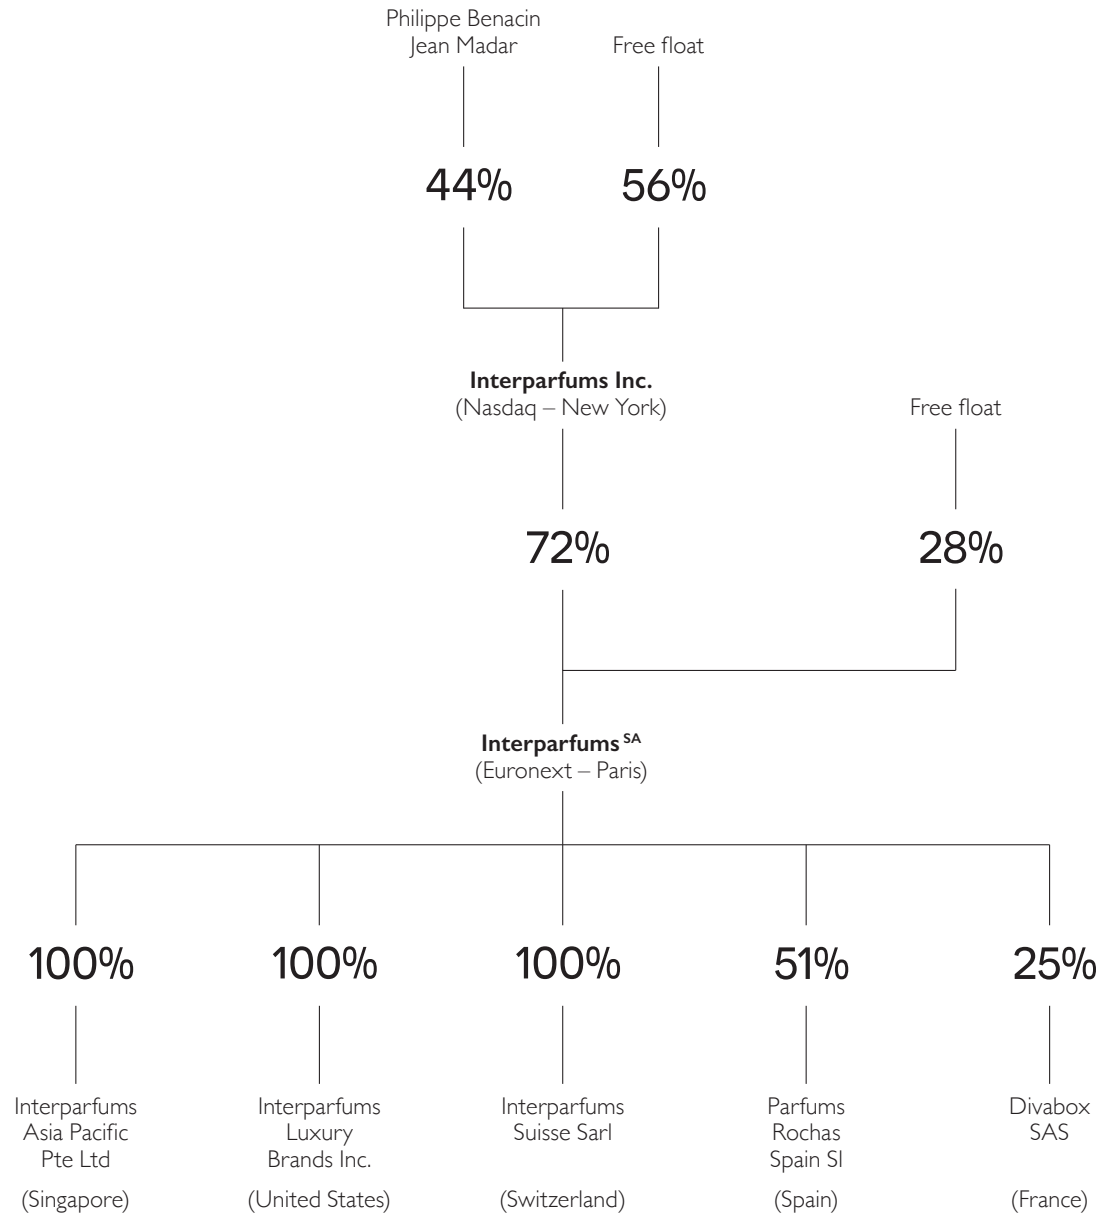 Philippe Benacin
Jean Madar
Free float
44%
56%
Interparfums Inc.
(Nasdaq – New York)
Free float
72%
28%
Interparfums SA
(Euronext – Paris)
100%
100%
100%
51%
25%
Interparfums
Asia Pacific
Pte Ltd
(Singapore)
Interparfums
Luxury
Brands Inc.
(United States)
Interparfums
Suisse Sarl
(Switzerland)
Parfums
Rochas
Spain Sl
(Spain)
Divabox
SAS
(France)